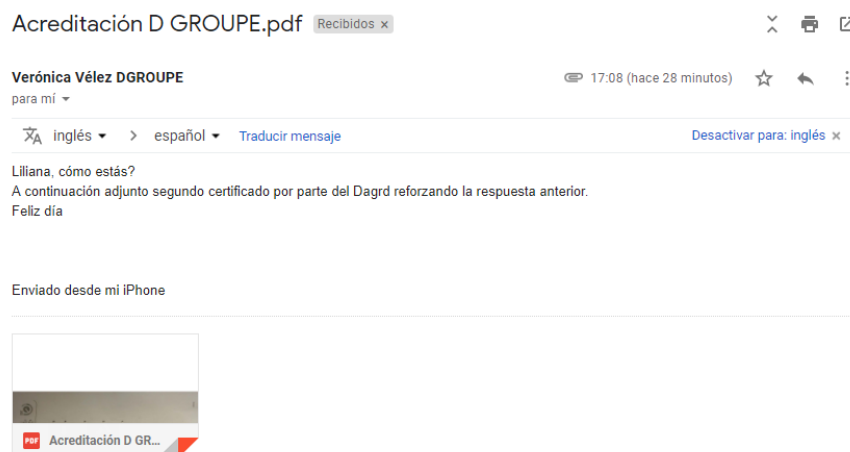 Acreditación D GROUPE.pdf Recibidos ×
Verónica Vélez DGROUPE 17:08 (hace 28 minutos)
para mí
inglés > español Traducir mensaje Desactivar para: inglés ×
Liliana, cómo estás?
A continuación adjunto segundo certificado por parte del Dagrd reforzando la respuesta anterior.
Feliz día
Enviado desde mi iPhone
PDF Acreditación D GR...